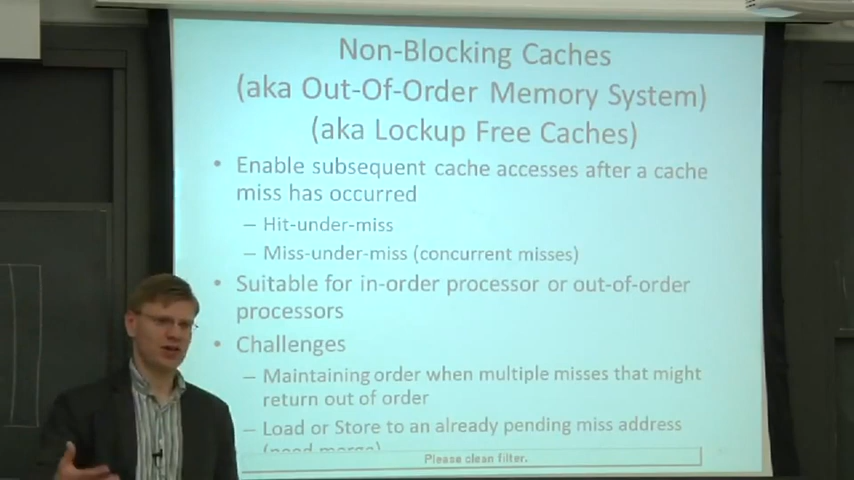 Non-Blocking Caches
(aka Out-Of-Order Memory System)
(aka Lockup Free Caches)
• Enable subsequent cache accesses after a cache
miss has occurred
– Hit-under-miss
– Miss-under-miss (concurrent misses)
• Suitable for in-order processor or out-of-order
processors
• Challenges
– Maintaining order when multiple misses that might
return out of order
– Load or Store to an already pending miss address
(need merge)
Please clean filter.